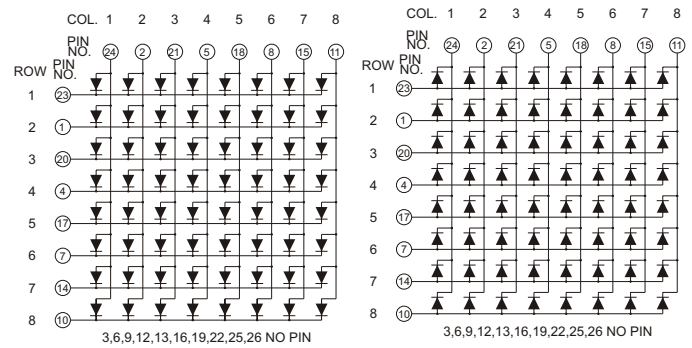 COL. 1 2 3 4 5 6 7 8
PIN NO. 24 2 21 5 18 8 15 11
ROW PIN NO.
1 23
2 1
3 20
4 4
5 17
6 7
7 14
8 10
3,6,9,12,13,16,19,22,25,26 NO PIN
COL. 1 2 3 4 5 6 7 8
PIN NO. 24 2 21 5 18 8 15 11
ROW PIN NO.
1 23
2 1
3 20
4 4
5 17
6 7
7 14
8 10
3,6,9,12,13,16,19,22,25,26 NO PIN